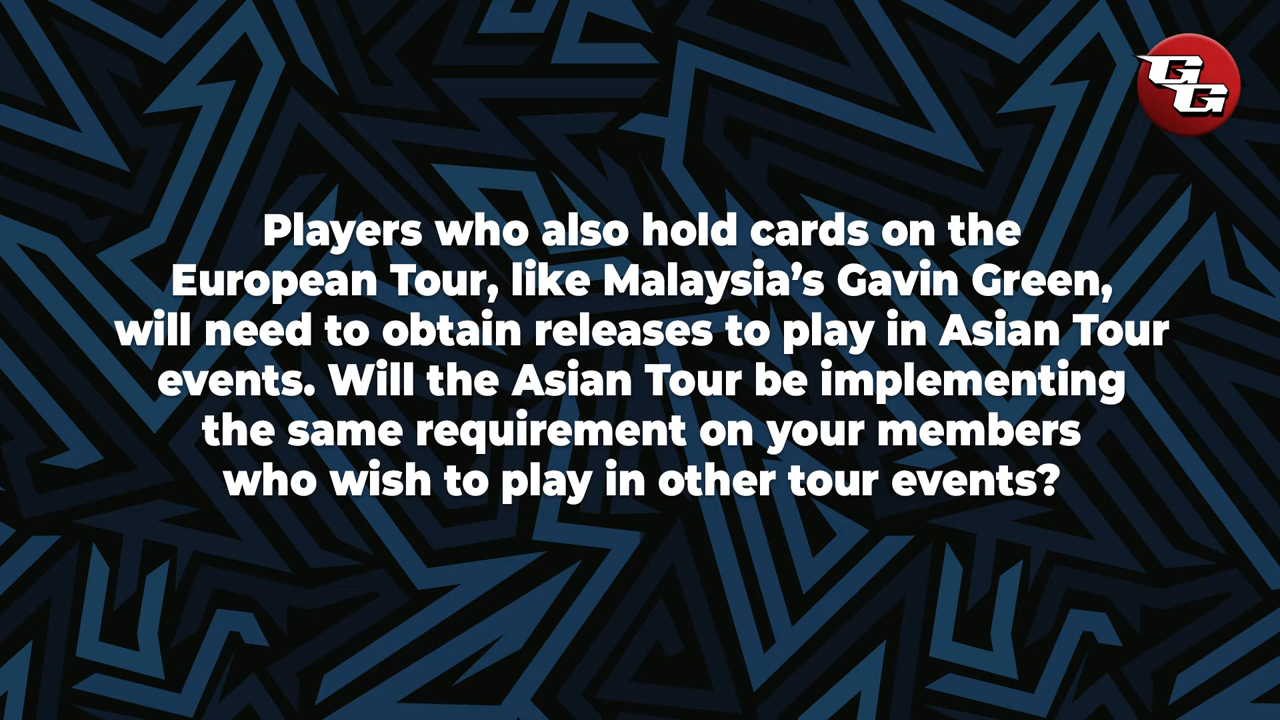 GG
Players who also hold cards on the
European Tour, like Malaysia’s Gavin Green,
will need to obtain releases to play in Asian Tour
events. Will the Asian Tour be implementing
the same requirement on your members
who wish to play in other tour events?